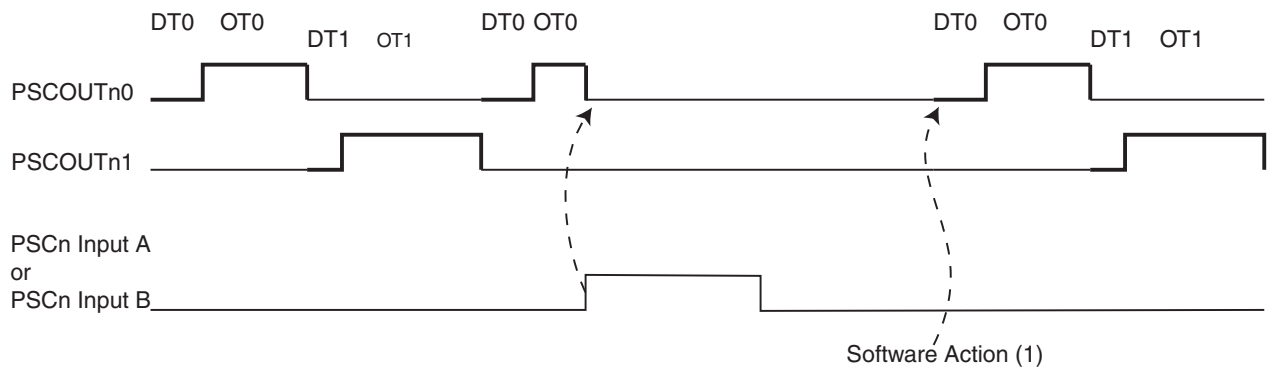 DT0 OT0 DT1 OT1 DT0 OT0 DT0 OT0 DT1 OT1
PSCOUTn0
PSCOUTn1
PSCn Input A
or
PSCn Input B
Software Action (1)